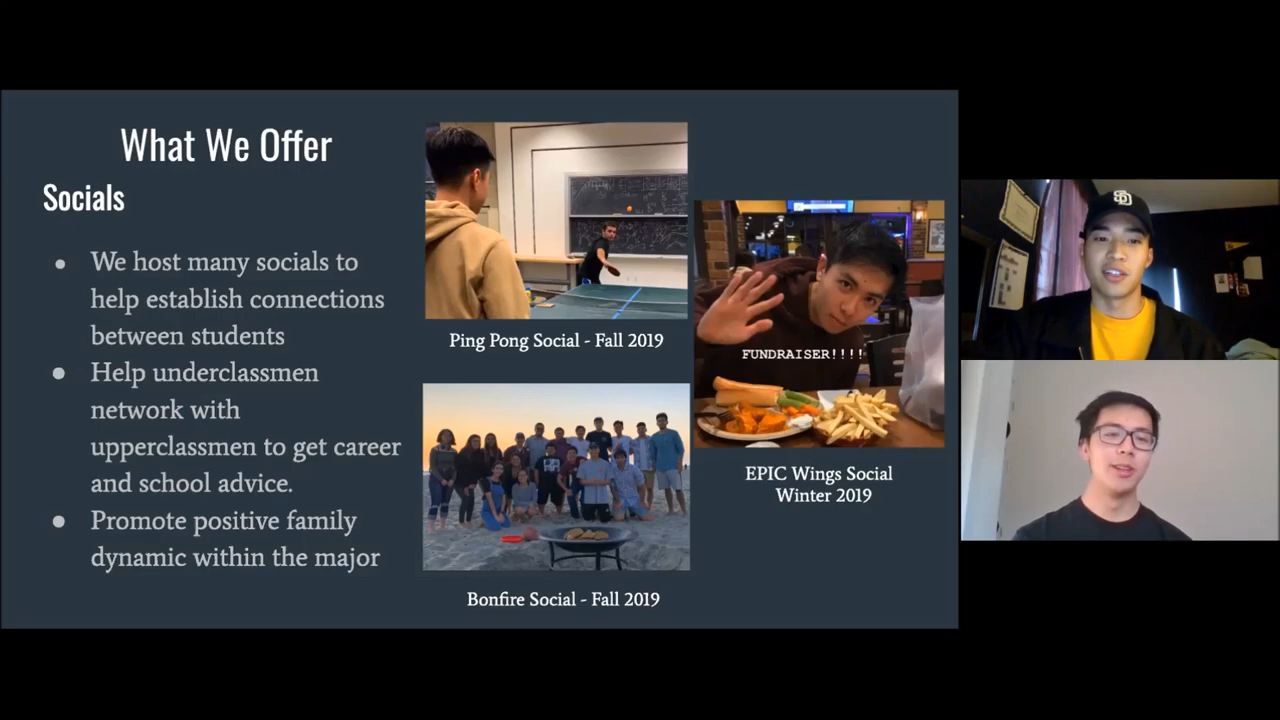 What We Offer
Socials
● We host many socials to
help establish connections
between students
● Help underclassmen
network with
upperclassmen to get career
and school advice.
● Promote positive family
dynamic within the major
Ping Pong Social - Fall 2019
FUNDRAISER!!!!
EPIC Wings Social
Winter 2019
Bonfire Social - Fall 2019
SD